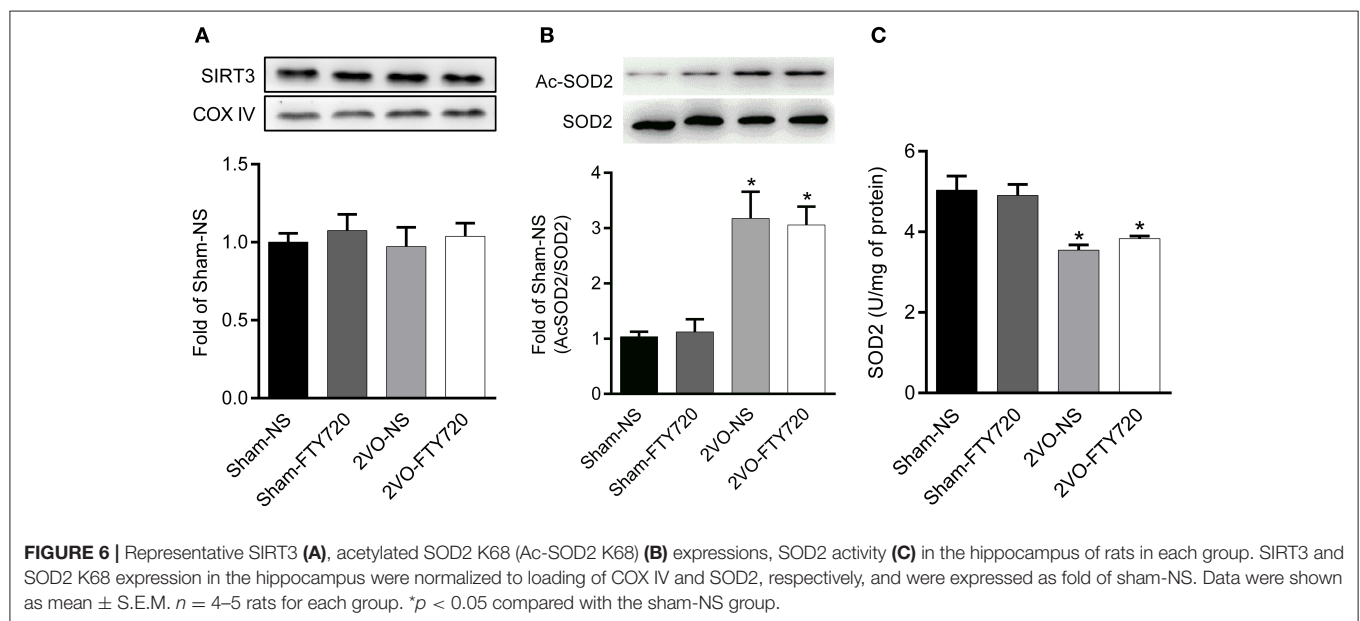 A
B
C
SIRT3
COX IV
Ac-SOD2
SOD2
Fold of Sham-NS
1.5
1.0
0.5
0.0
Sham-NS
Sham-FTY720
2VO-NS
2VO-FTY720
Fold of Sham-NS
(AcSOD2/SOD2)
4
3
2
1
0
*
*
Sham-NS
Sham-FTY720
2VO-NS
2VO-FTY720
SOD2 (U/mg of protein)
6
4
2
0
*
*
Sham-NS
Sham-FTY720
2VO-NS
2VO-FTY720
FIGURE 6 | Representative SIRT3 (A), acetylated SOD2 K68 (Ac-SOD2 K68) (B) expressions, SOD2 activity (C) in the hippocampus of rats in each group. SIRT3 and
SOD2 K68 expression in the hippocampus were normalized to loading of COX IV and SOD2, respectively, and were expressed as fold of sham-NS. Data were shown
as mean ± S.E.M. n = 4–5 rats for each group. *p < 0.05 compared with the sham-NS group.